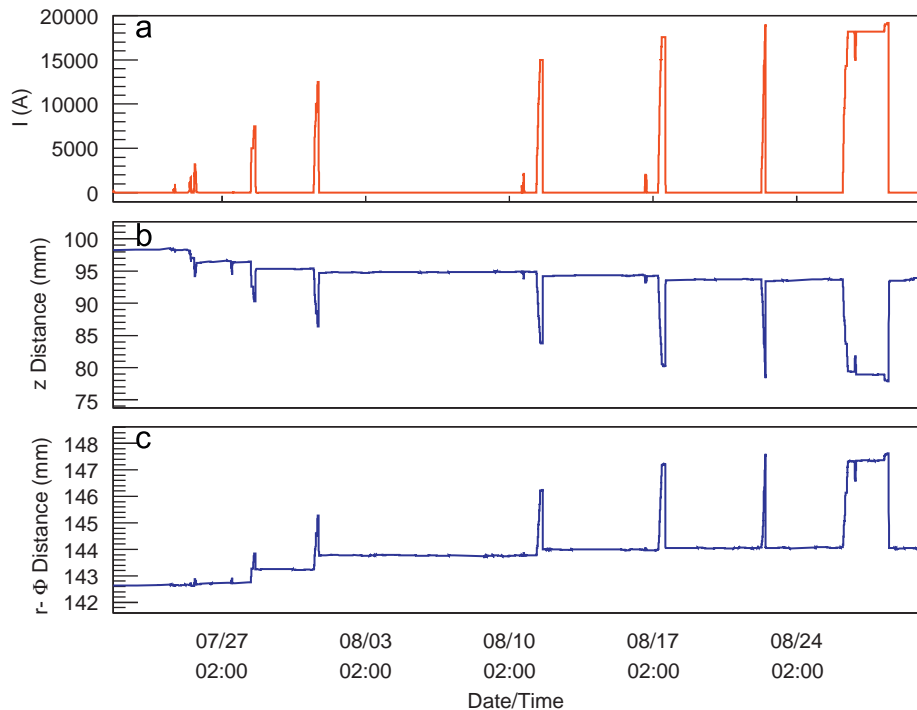 a
20000
15000
10000
5000
0
I (A)
b
100
95
90
85
80
75
z Distance (mm)
c
148
147
146
145
144
143
142
r- Φ Distance (mm)
07/27 08/03 08/10 08/17 08/24
02:00 02:00 02:00 02:00 02:00
Date/Time